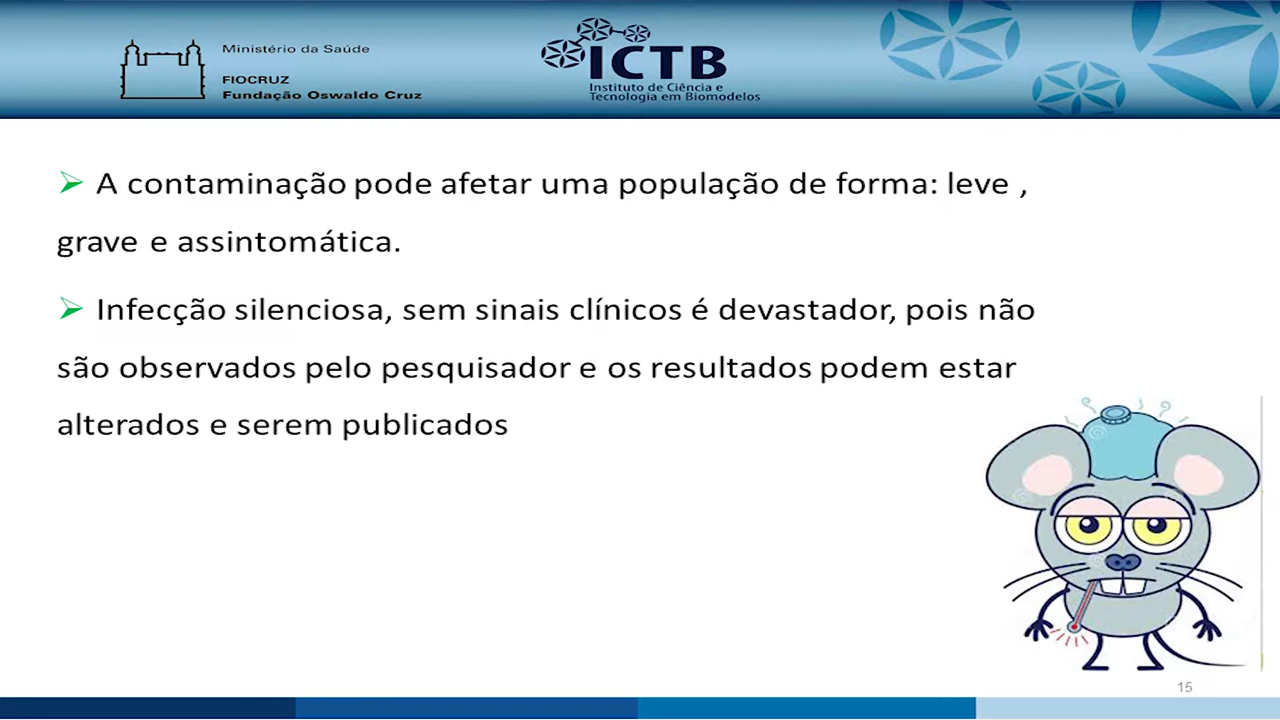 Ministério da Saúde
FIOCRUZ
Fundação Oswaldo Cruz
ICTB
Instituto de Ciência e
Tecnologia em Biomodelos
A contaminação pode afetar uma população de forma: leve ,
grave e assintomática.
Infecção silenciosa, sem sinais clínicos é devastador, pois não
são observados pelo pesquisador e os resultados podem estar
alterados e serem publicados
15